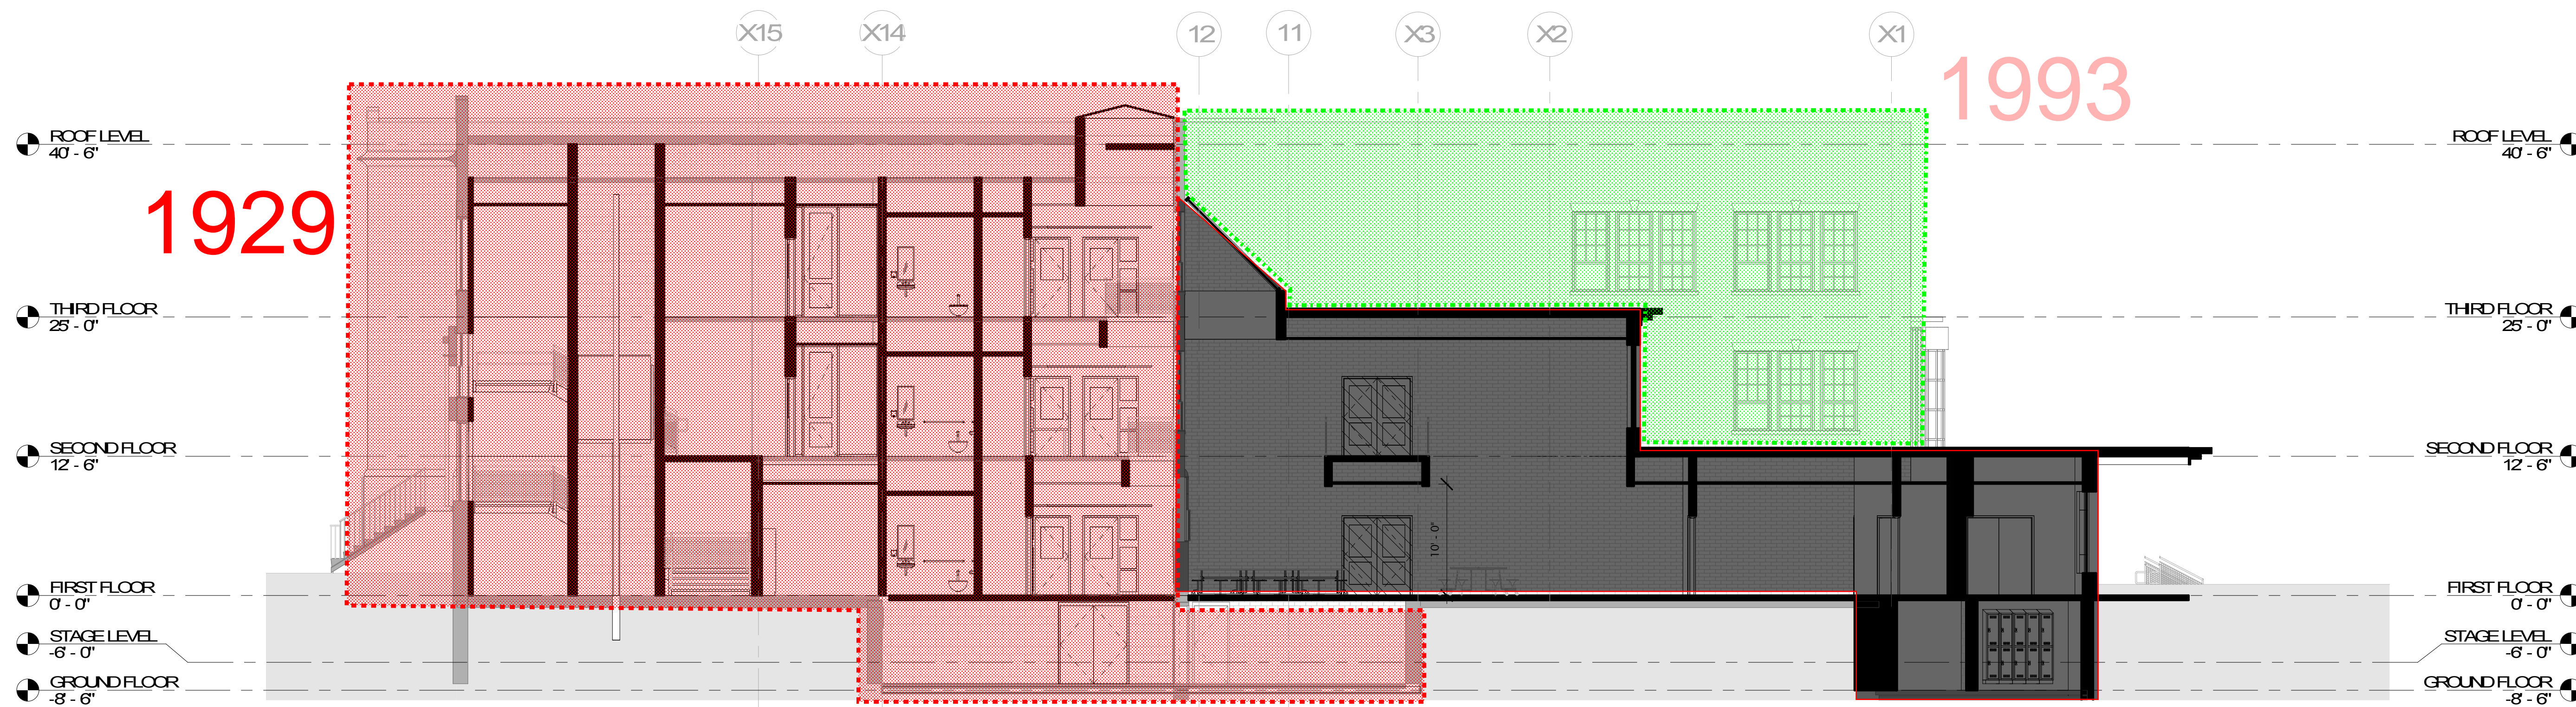 X15
X14
12
11
X3
X2
X1
1993
ROOF LEVEL
40' - 6"
ROOF LEVEL
40' - 6"
1929
THIRD FLOOR
25' - 0"
THIRD FLOOR
25' - 0"
SECOND FLOOR
12' - 6"
SECOND FLOOR
12' - 6"
10' - 0"
FIRST FLOOR
0' - 0"
FIRST FLOOR
0' - 0"
STAGE LEVEL
-6' - 0"
STAGE LEVEL
-6' - 0"
GROUND FLOOR
-8' - 6"
GROUND FLOOR
-8' - 6"